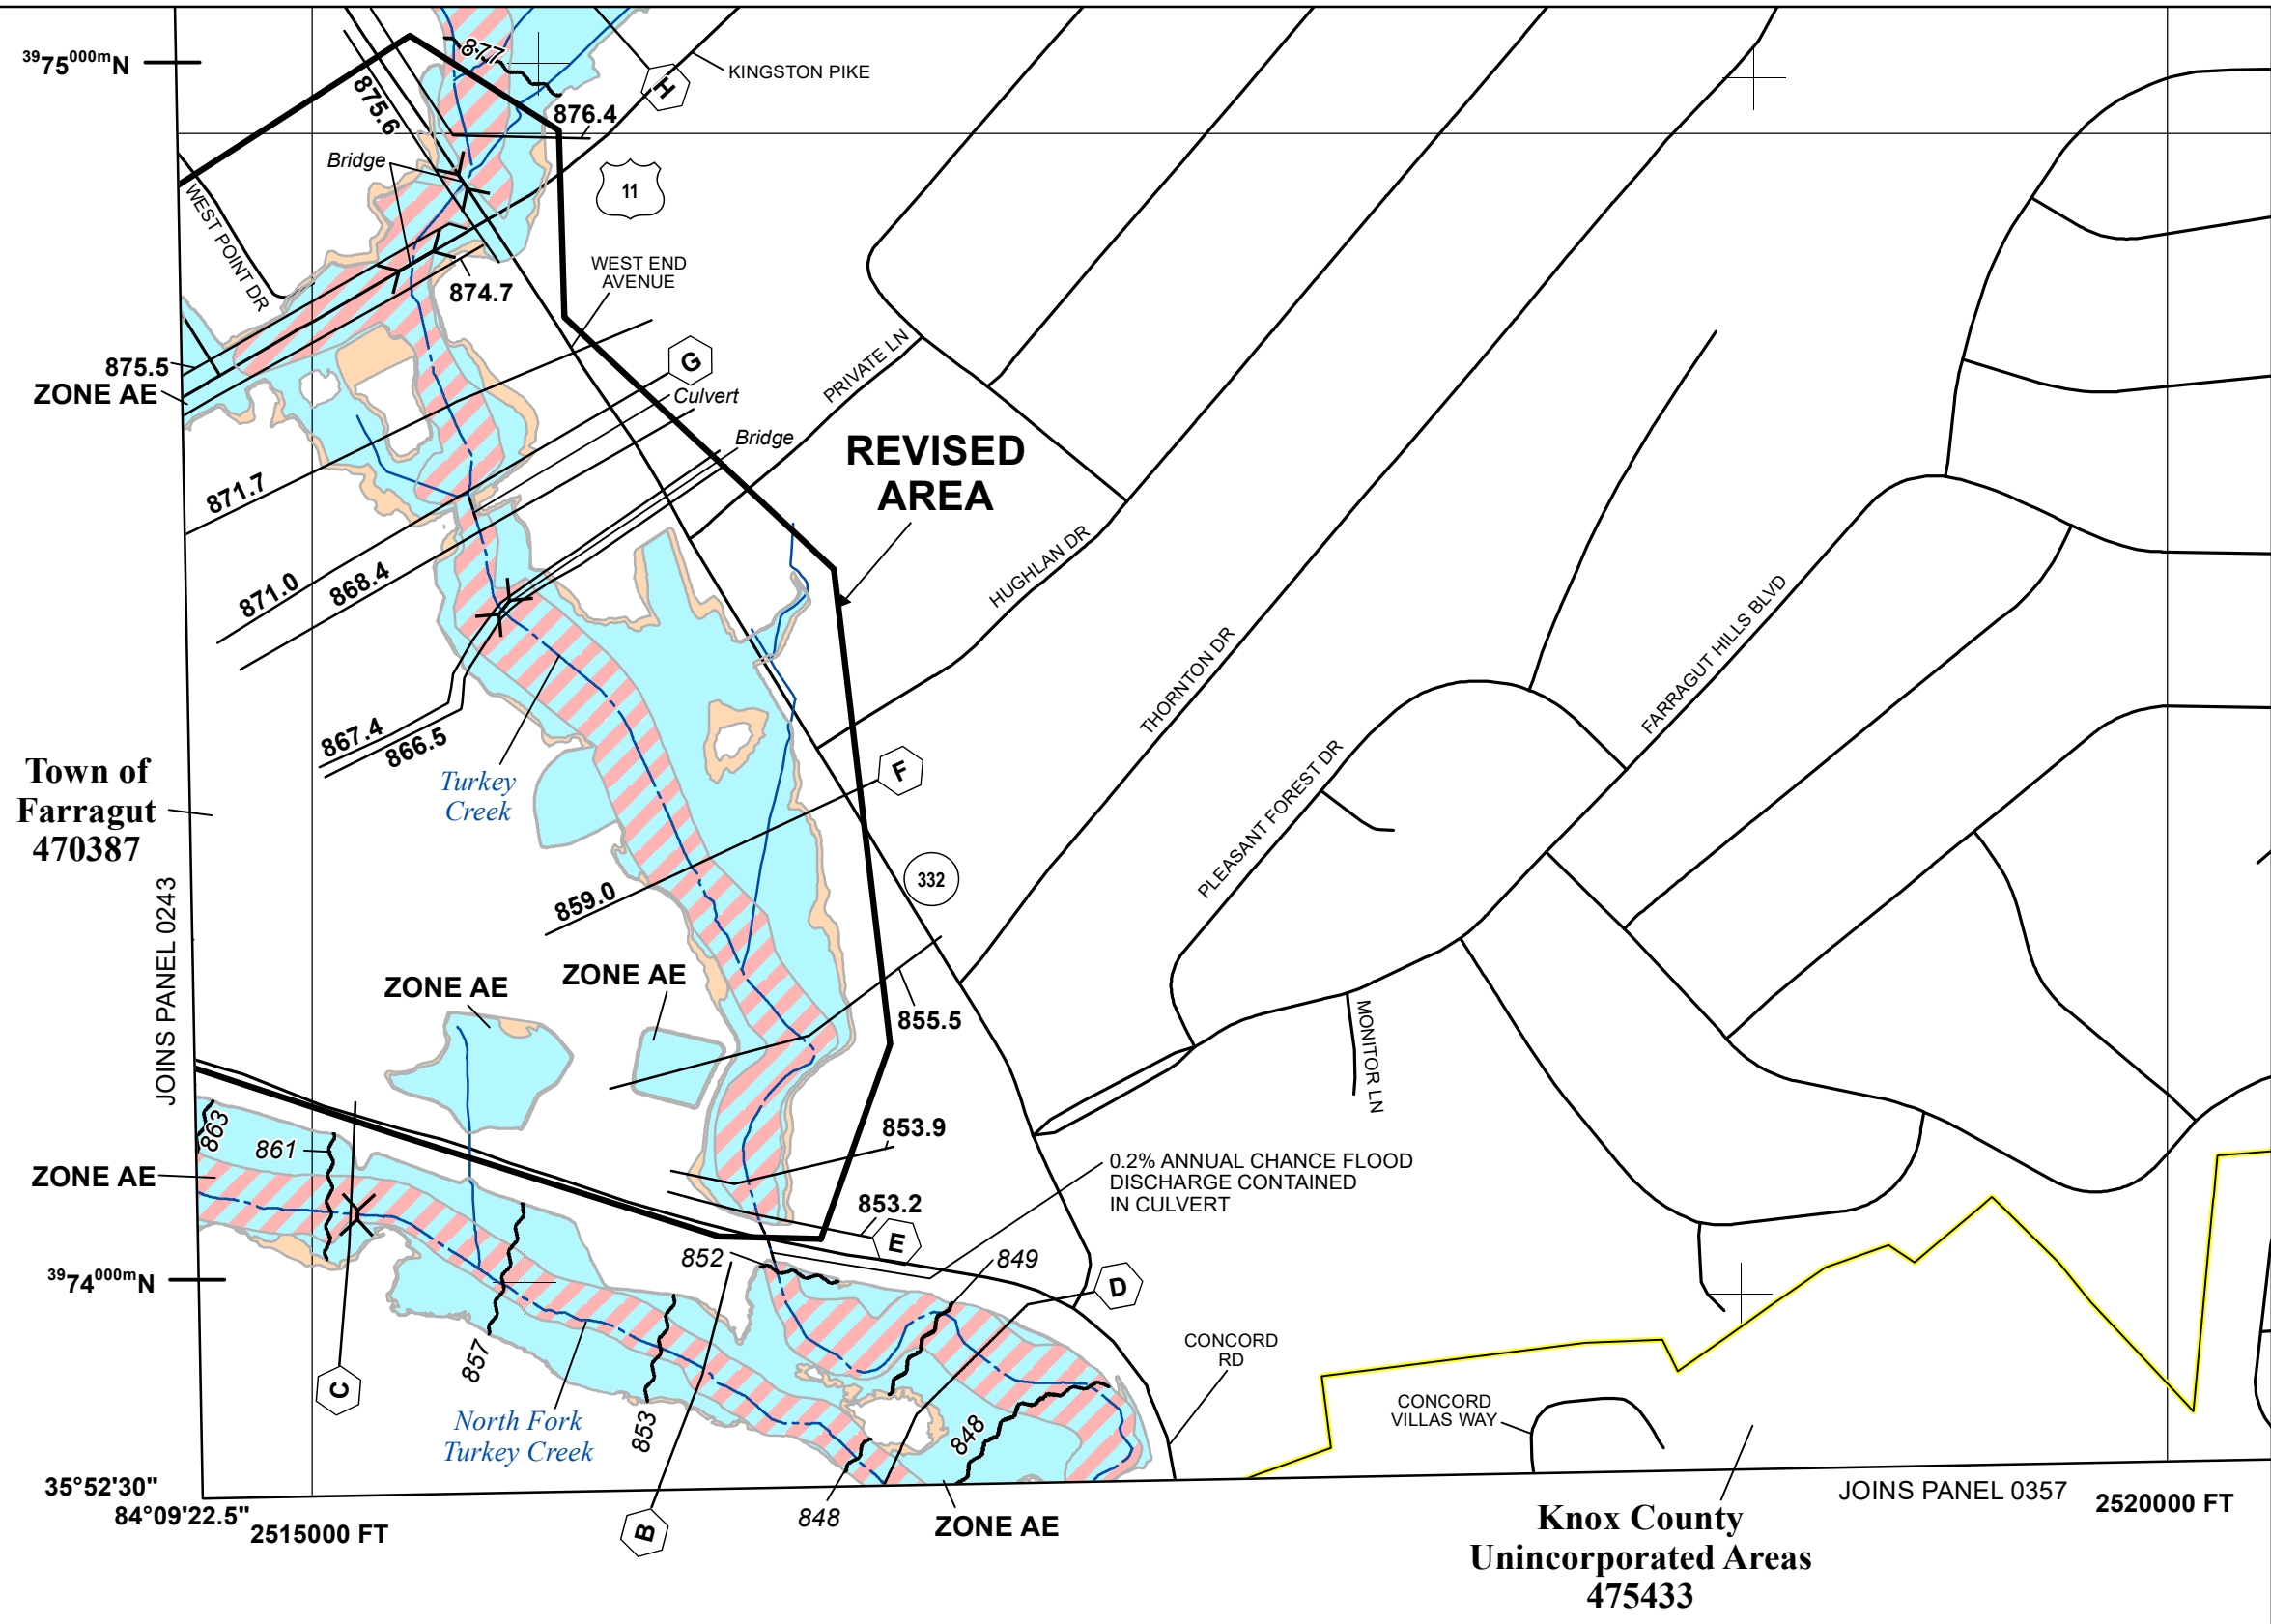 3975000mN
877
KINGSTON PIKE
H
875.6
876.4
Bridge
11
WEST POINT DR
874.7
WEST END
AVENUE
G
875.5
ZONE AE
Culvert
PRIVATE LN
Bridge
REVISED
AREA
871.7
871.0
868.4
HUGHLAN DR
867.4
866.5
THORNTON DR
FARRAGUT HILLS BLVD
Town of
Farragut
470387
Turkey
Creek
F
PLEASANT FOREST DR
332
859.0
JOINS PANEL 0243
ZONE AE
ZONE AE
855.5
MONITOR LN
863
861
853.9
ZONE AE
0.2% ANNUAL CHANCE FLOOD
DISCHARGE CONTAINED
IN CULVERT
853.2
E
852
849
3974000mN
D
857
C
CONCORD
RD
North Fork
Turkey Creek
853
848
CONCORD
VILLAS WAY
35°52'30"
84°09'22.5"
2515000 FT
B
848
ZONE AE
JOINS PANEL 0357
2520000 FT
Knox County
Unincorporated Areas
475433